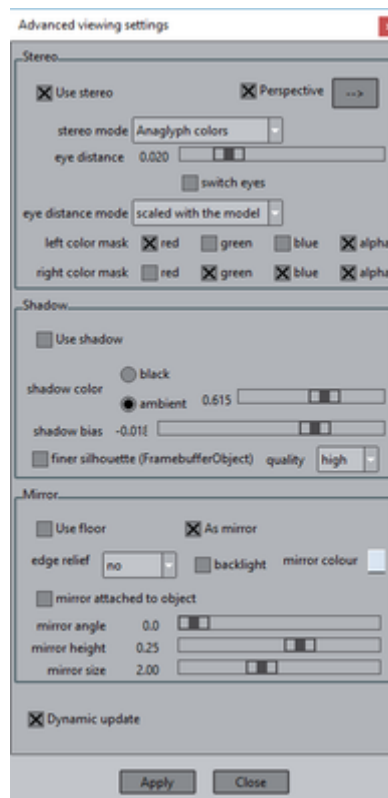 Advanced viewing settings
Stereo
Use stereo Perspective -->
stereo mode Anaglyph colors
eye distance 0.020
switch eyes
eye distance mode scaled with the model
left color mask red green blue alpha
right color mask red green blue alpha
Shadow
Use shadow
black
shadow color
ambient 0.615
shadow bias -0.018
finer silhouette (FramebufferObject) quality high
Mirror
Use floor As mirror
edge relief no backlight mirror colour
mirror attached to object
mirror angle 0.0
mirror height 0.25
mirror size 2.00
Dynamic update
Apply Close